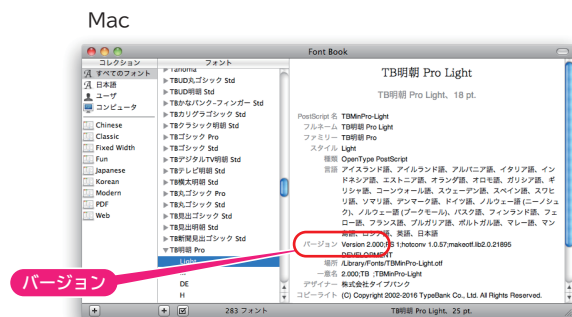 Mac
Font Book
コレクション
フォント
すべてのフォント
日本語
ユーザ
コンピュータ
Chinese
Classic
Fixed Width
Fun
Japanese
Korean
Modern
PDF
Web
Tahoma
TBUD丸ゴシック Std
TBUD明朝 Std
TBかなバンク-フィンガー Std
TBカリグラゴシック Std
TBクラシック明朝 Std
TBゴシック Pro
TBゴシック Std
TBデジタルTV明朝 Std
TBテレビ明朝 Std
TB横太明朝 Std
TB丸ゴシック Pro
TB丸ゴシック Std
TB見出ゴシック Std
TB見出明朝 Std
TB新聞見出ゴシック Std
TB明朝 Pro
Light
DE
H
283 フォント
TB明朝 Pro Light
TB明朝 Pro Light、18 pt.
PostScript 名 TBMinPro-Light
フルネーム TB明朝 Pro Light
ファミリー TB明朝 Pro
スタイル Light
種類 OpenType PostScript
言語 アイスランド語、アイルランド語、アルバニア語、イタリア語、イン
ドネシア語、エストニア語、オランダ語、オロモ語、ガリシア語、ギ
リシャ語、コーンウォール語、スウェーデン語、スペイン語、スワヒ
リ語、ソマリ語、デンマーク語、ドイツ語、ノルウェー語 (ニーノシュ
ク)、ノルウェー語 (ブークモール)、バスク語、フィンランド語、フェ
ロー語、フランス語、ブルガリア語、ポルトガル語、マレー語、マン
島語、ロシア語、英語、日本語
バージョン Version 2.000;PS 1;hotconv 1.0.57;makeotf.lib2.0.21895
DEVELOPMENT
場所 /Library/Fonts/TBMinPro-Light.otf
一意名 2.000;TB ;TBMinPro-Light
デザイナー 株式会社タイプバンク
コピーライト (C) Copyright 2002-2016 TypeBank Co., Ltd. All Rights Reserved.
TB明朝 Pro Light、25 pt.
バージョン